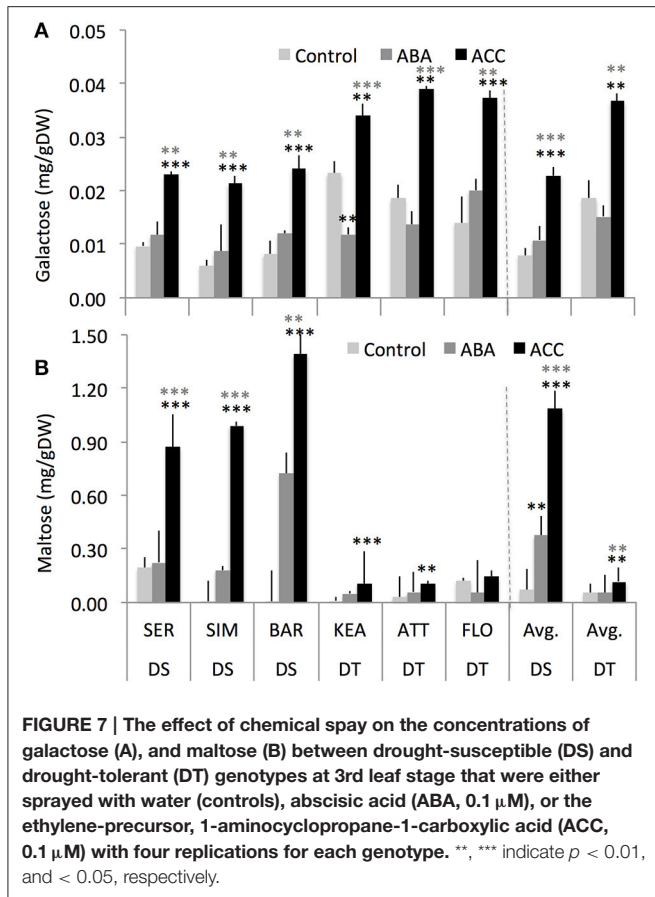 A
0.05
Control ABA ACC
0.04
0.03
0.02
0.01
0.00
Galactose (mg/gDW)
** *** ** *** ** *** *** ** ** *** ** *** *** *** *** ** **
B
1.50
Control ABA ACC
1.20
0.90
0.60
0.30
0.00
Maltose (mg/gDW)
*** *** *** *** ** *** *** ** ** *** *** ** **
SER SIM BAR KEA ATT FLO Avg. Avg.
DS DS DS DT DT DT DS DT
FIGURE 7 | The effect of chemical spay on the concentrations of
galactose (A), and maltose (B) between drought-susceptible (DS) and
drought-tolerant (DT) genotypes at 3rd leaf stage that were either
sprayed with water (controls), abscisic acid (ABA, 0.1 μM), or the
ethylene-precursor, 1-aminocyclopropane-1-carboxylic acid (ACC,
0.1 μM) with four replications for each genotype. **, *** indicate p < 0.01,
and < 0.05, respectively.